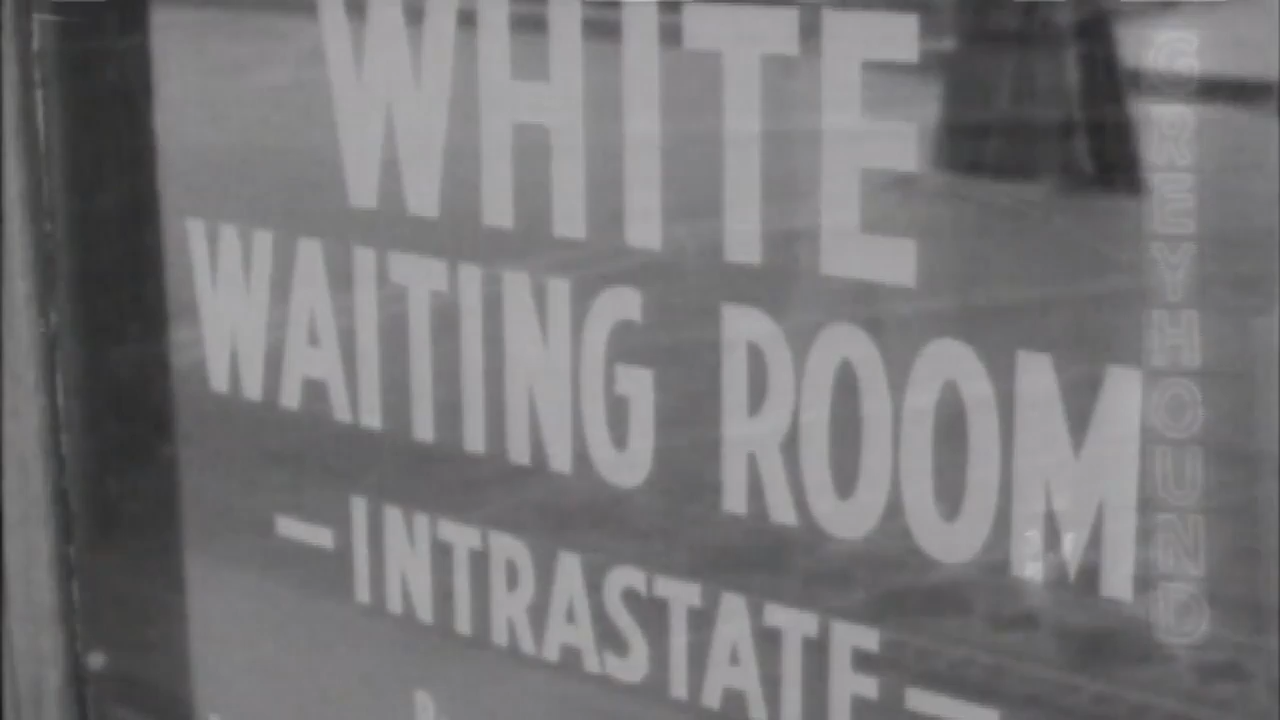 WHITE
WAITING ROOM
— INTRASTATE —
GREYHOUND